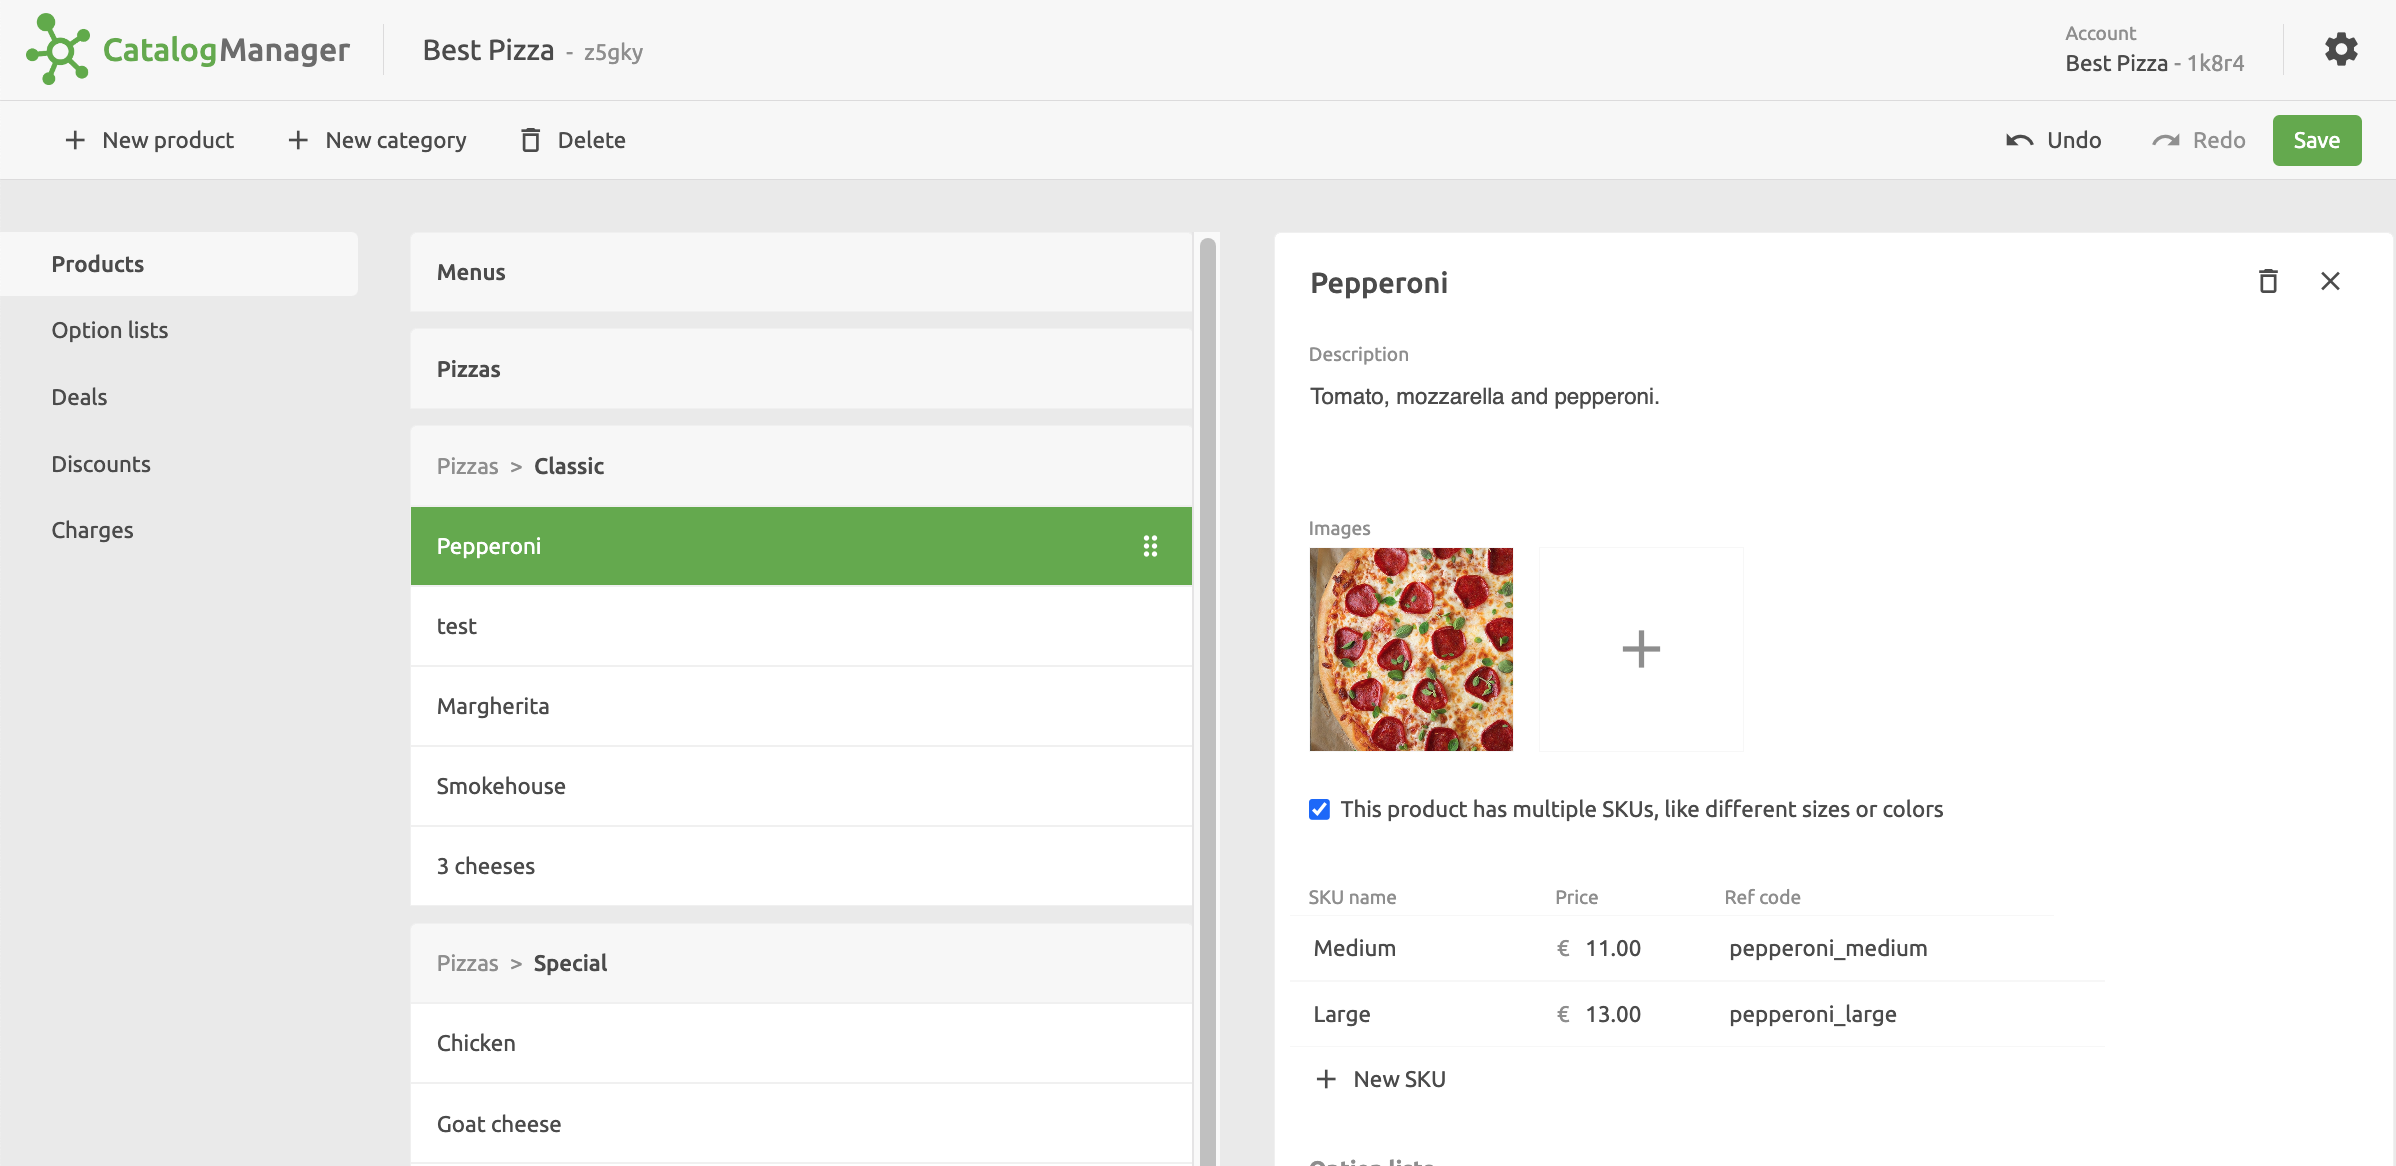 CatalogManager
Best Pizza - z5gky
Account
Best Pizza - 1k8r4
New product
New category
Delete
Undo
Redo
Save
Products
Option lists
Deals
Discounts
Charges
Menus
Pizzas
Pizzas > Classic
Pepperoni
test
Margherita
Smokehouse
3 cheeses
Pizzas > Special
Chicken
Goat cheese
Pepperoni
Description
Tomato, mozzarella and pepperoni.
Images
This product has multiple SKUs, like different sizes or colors
SKU name Price Ref code
Medium € 11.00 pepperoni_medium
Large € 13.00 pepperoni_large
New SKU
Option lists